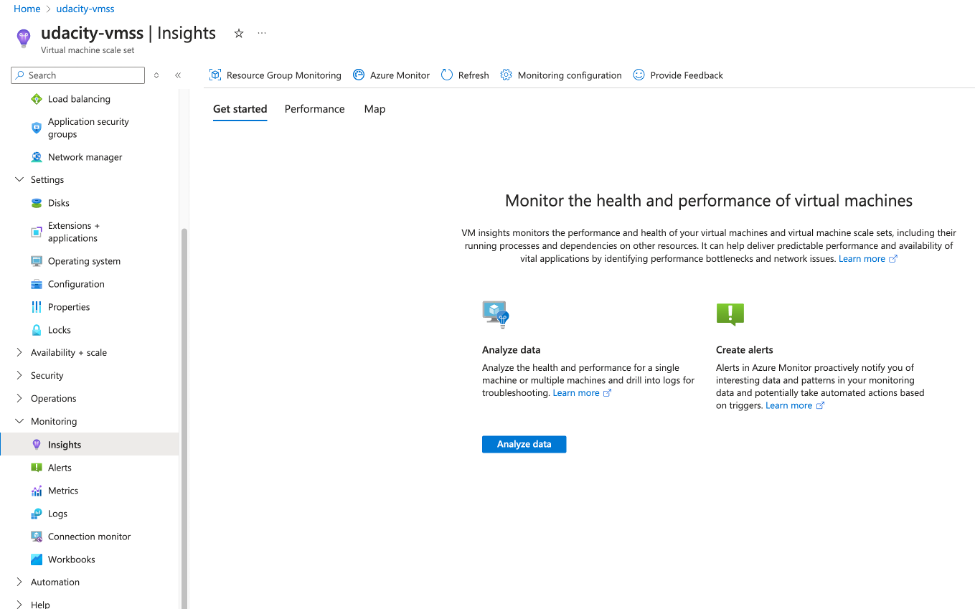 Home > udacity-vmss
udacity-vmss | Insights ☆ ...
Virtual machine scale set
Search
Resource Group Monitoring Azure Monitor Refresh Monitoring configuration Provide Feedback
Load balancing
Application security
groups
Network manager
Settings
Disks
Extensions +
applications
Operating system
Configuration
Properties
Locks
Availability + scale
Security
Operations
Monitoring
Insights
Alerts
Metrics
Logs
Connection monitor
Workbooks
Automation
Help
Get started Performance Map
Monitor the health and performance of virtual machines
VM insights monitors the performance and health of your virtual machines and virtual machine scale sets, including their
running processes and dependencies on other resources. It can help deliver predictable performance and availability of
vital applications by identifying performance bottlenecks and network issues. Learn more
Analyze data
Analyze the health and performance for a single
machine or multiple machines and drill into logs for
troubleshooting. Learn more
Analyze data
Create alerts
Alerts in Azure Monitor proactively notify you of
interesting data and patterns in your monitoring
data and potentially take automated actions based
on triggers. Learn more